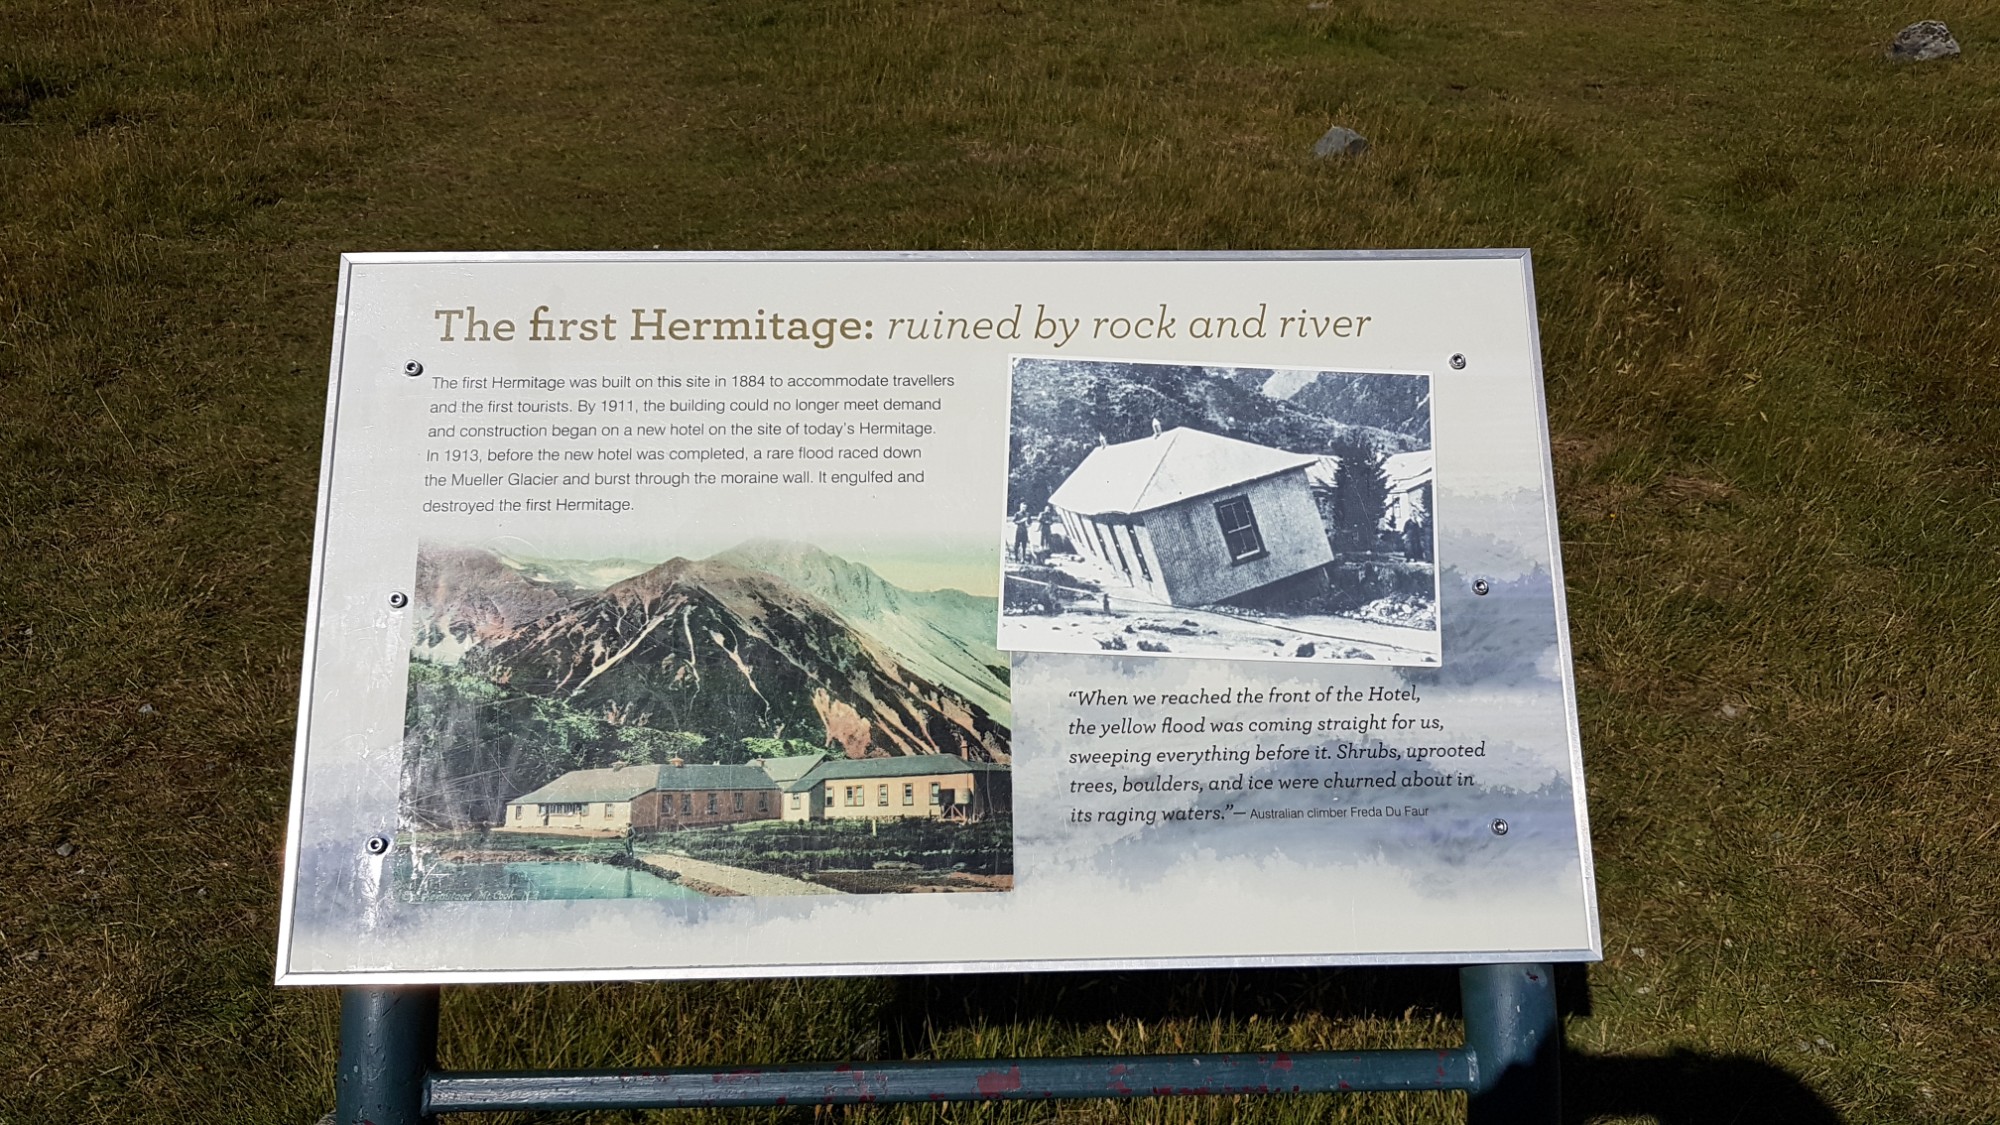 The first Hermitage: ruined by rock and river
The first Hermitage was built on this site in 1884 to accommodate travellers
and the first tourists. By 1911, the building could no longer meet demand
and construction began on a new hotel on the site of today's Hermitage.
In 1913, before the new hotel was completed, a rare flood raced down
the Mueller Glacier and burst through the moraine wall. It engulfed and
destroyed the first Hermitage.
“When we reached the front of the Hotel,
the yellow flood was coming straight for us,
sweeping everything before it. Shrubs, uprooted
trees, boulders, and ice were churned about in
its raging waters.”— Australian climber Freda Du Faur